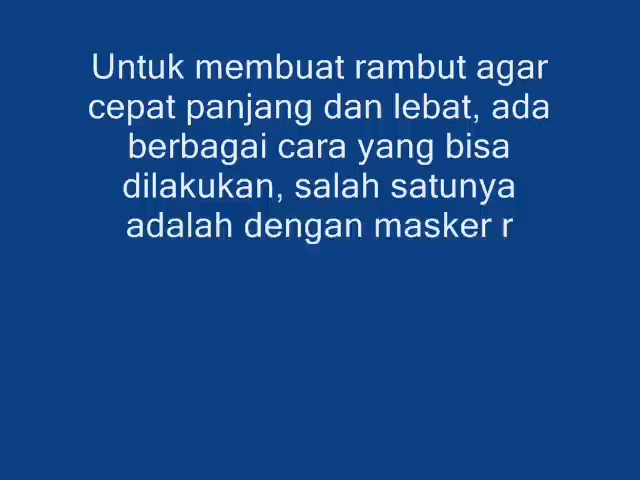 Untuk membuat rambut agar
cepat panjang dan lebat, ada
berbagai cara yang bisa
dilakukan, salah satunya
adalah dengan masker r